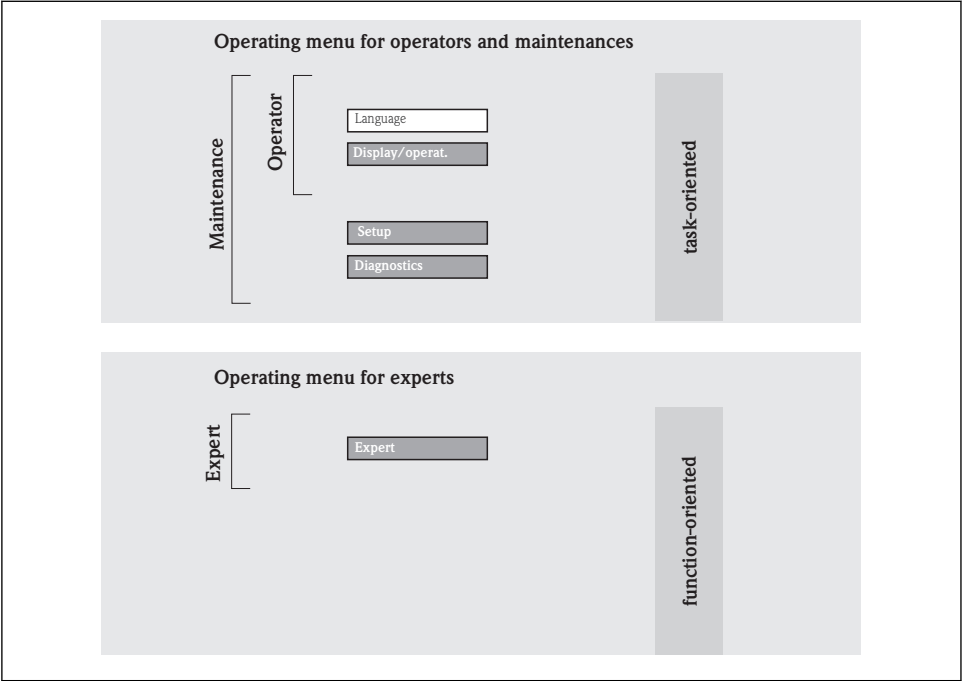 Operating menu for operators and maintenances
Maintenance
Operator
Language
Display/operat.
Setup
Diagnostics
task-oriented
Operating menu for experts
Expert
Expert
function-oriented